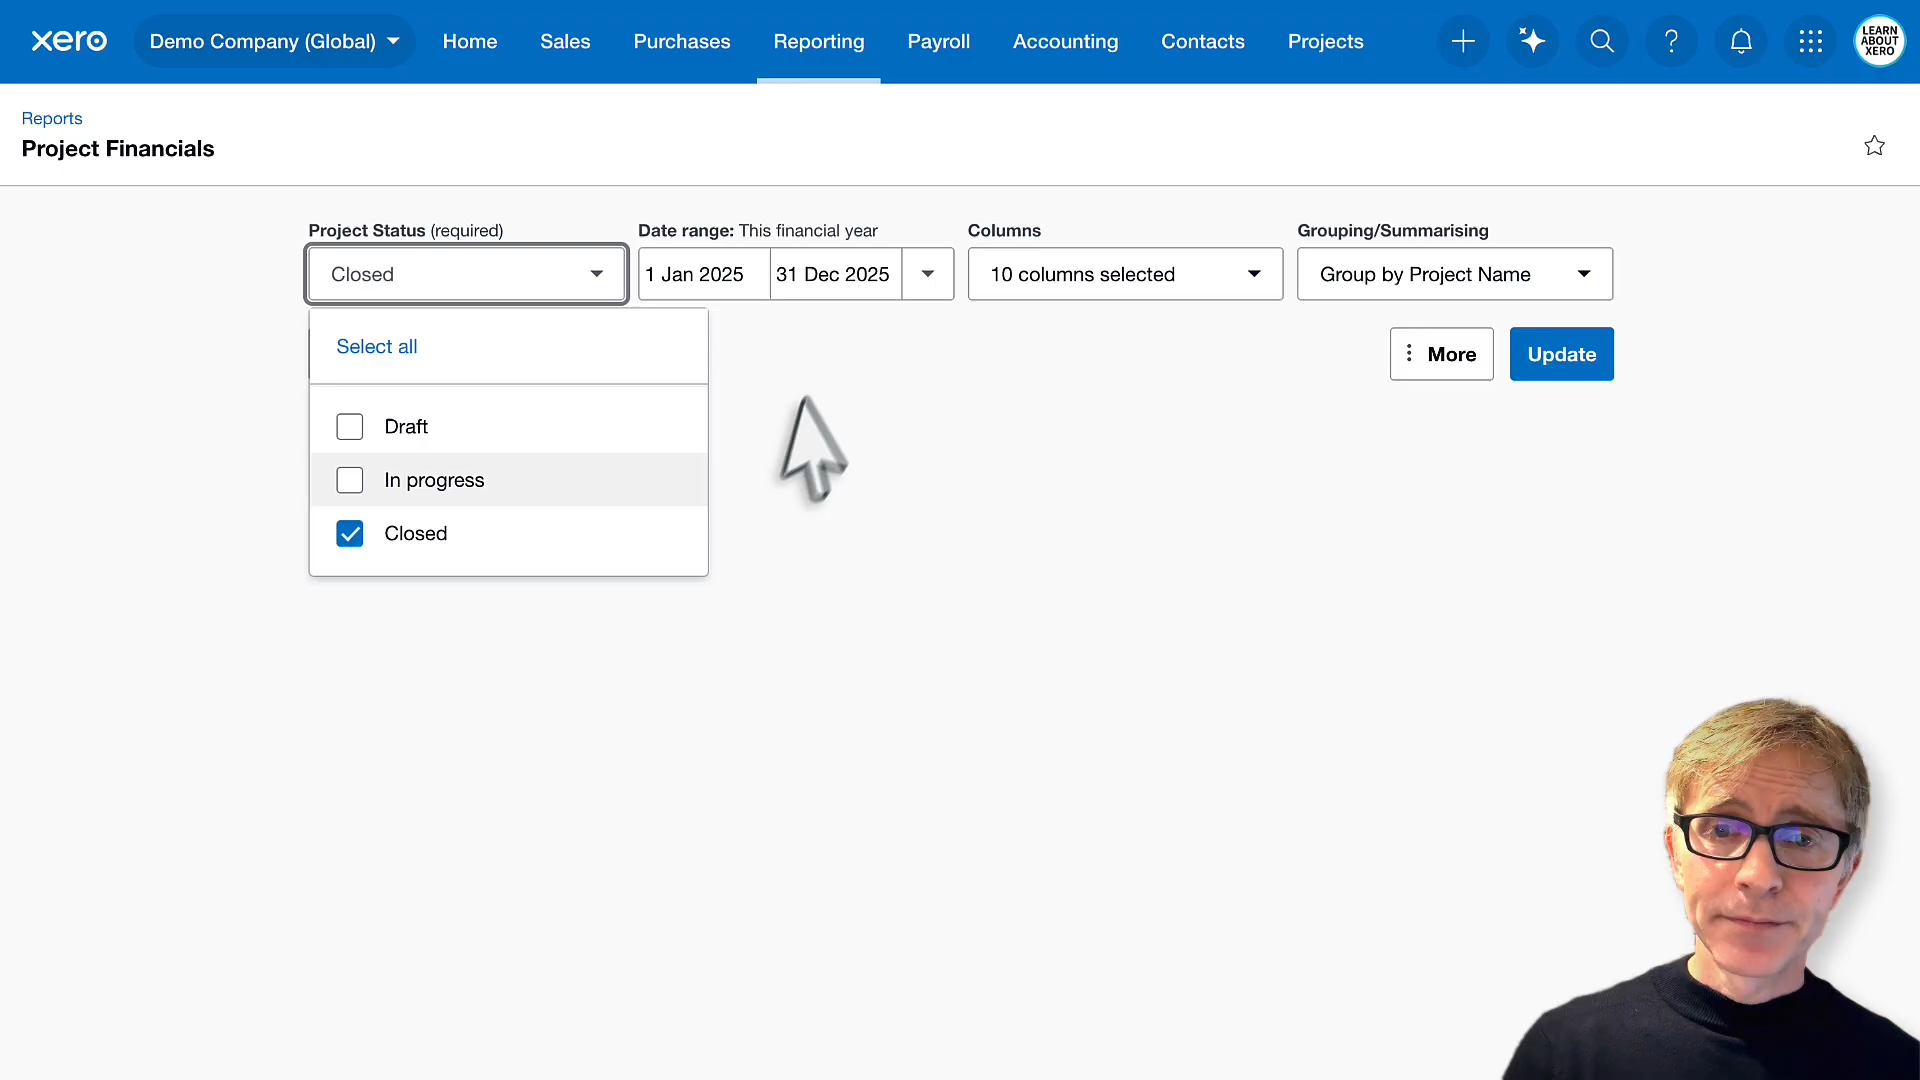 xero
Demo Company (Global)
Home
Sales
Purchases
Reporting
Payroll
Accounting
Contacts
Projects
?
LEARN
ABOUT
XERO
Reports
Project Financials
Project Status (required)
Date range: This financial year
Columns
Grouping/Summarising
Closed
1 Jan 2025
31 Dec 2025
10 columns selected
Group by Project Name
Select all
More
Update
Draft
In progress
Closed